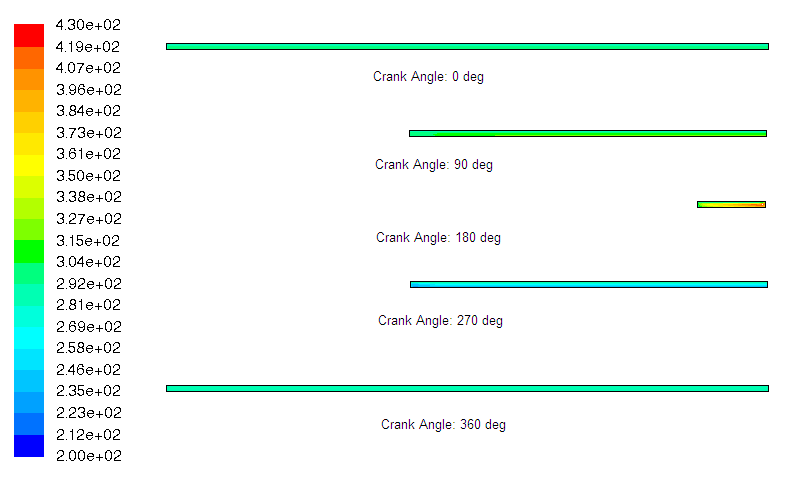 4.30e+02
4.19e+02
4.07e+02
3.96e+02
3.84e+02
3.73e+02
3.61e+02
3.50e+02
3.38e+02
3.27e+02
3.15e+02
3.04e+02
2.92e+02
2.81e+02
2.69e+02
2.58e+02
2.46e+02
2.35e+02
2.23e+02
2.12e+02
2.00e+02
Crank Angle: 0 deg
Crank Angle: 90 deg
Crank Angle: 180 deg
Crank Angle: 270 deg
Crank Angle: 360 deg